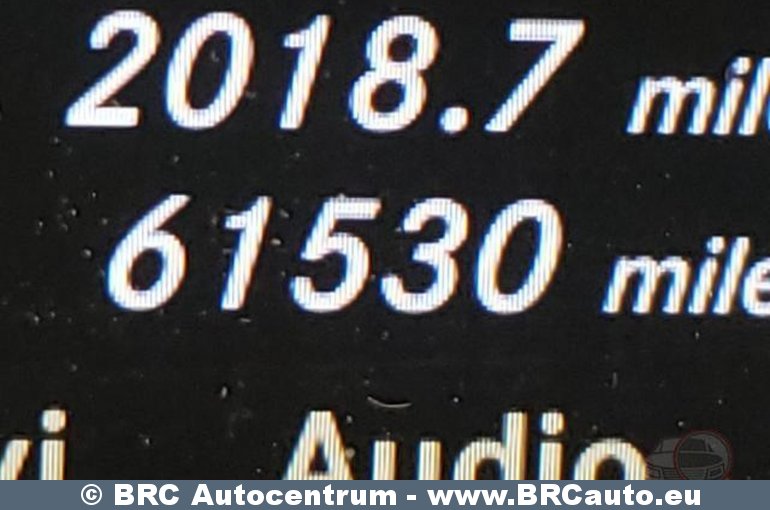 2018.7 mil
61530 mile
vi Audio
© BRC Autocentrum - www.BRCauto.eu